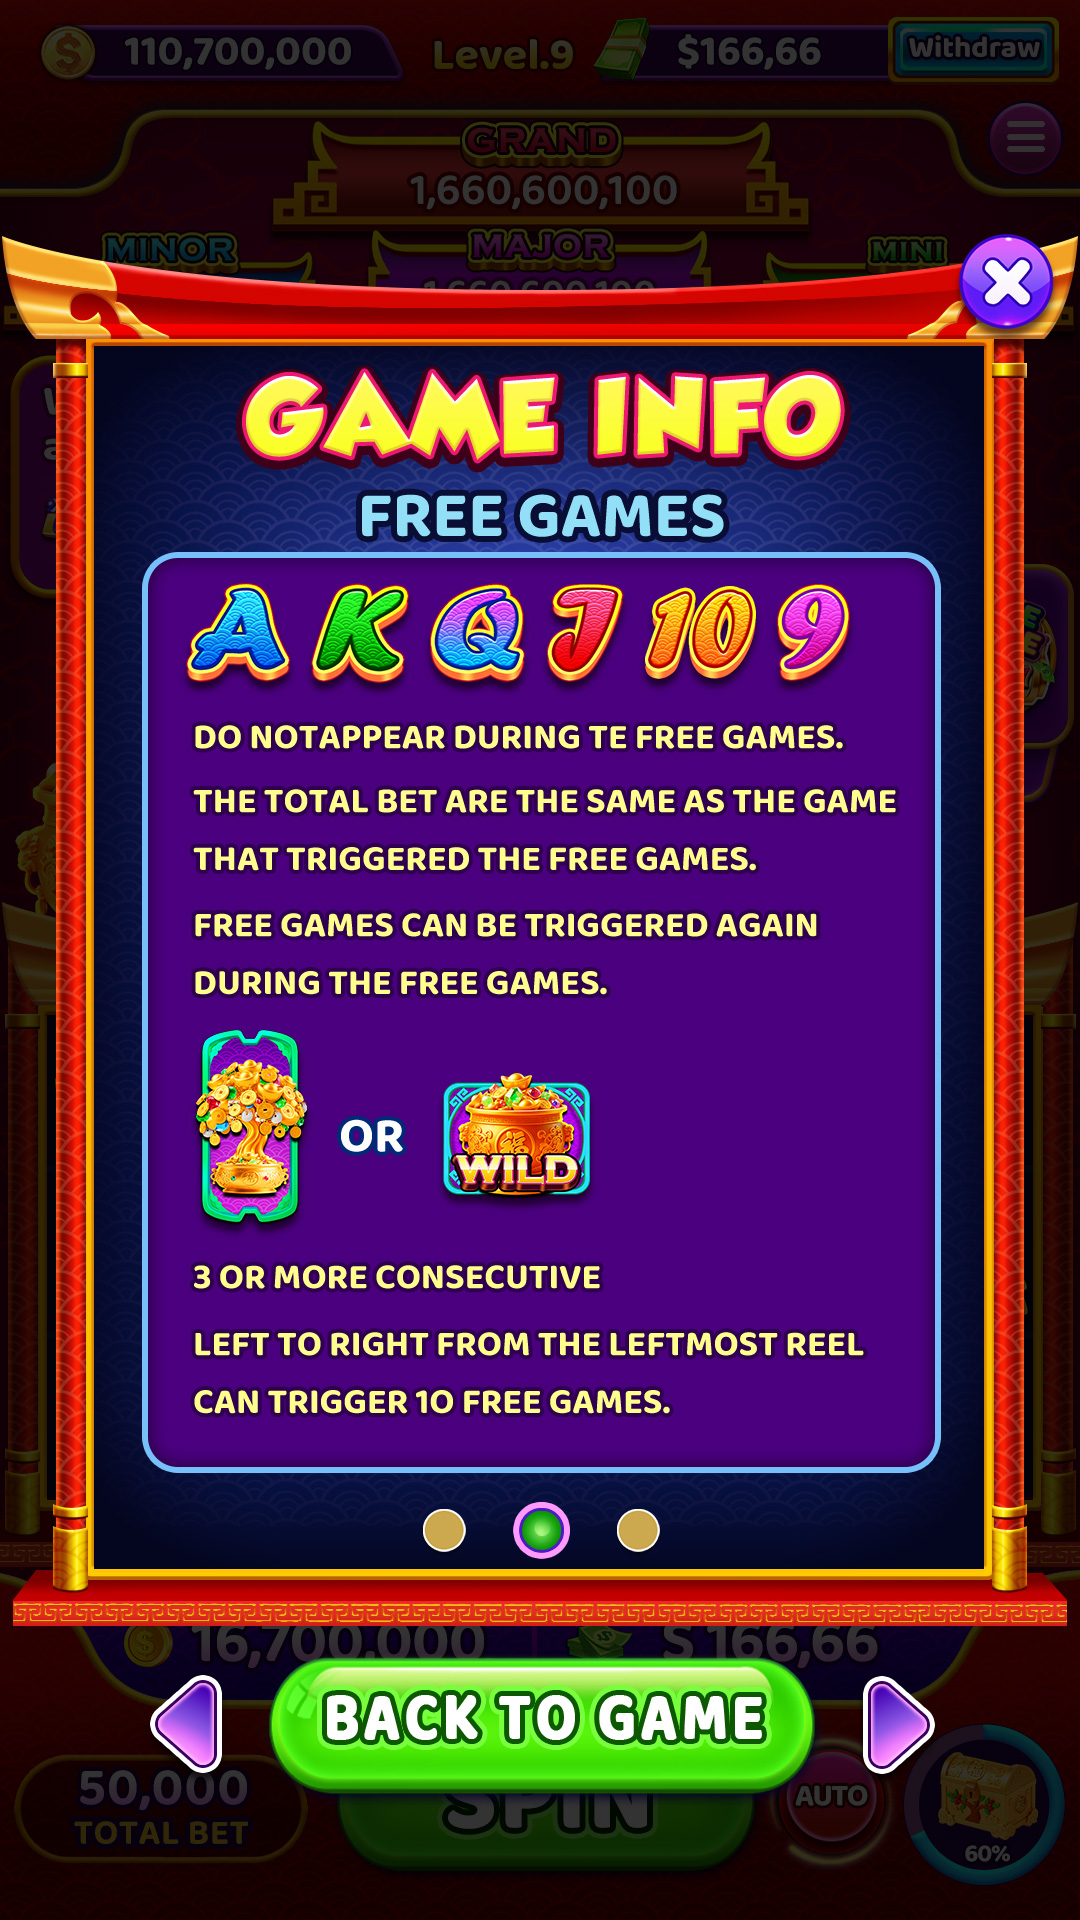 110,700,000
Level.9
$166,66
Withdraw
GRAND
1,660,600,100
MINOR
MAJOR
MINI
GAME INFO
FREE GAMES
A K Q J 10 9
DO NOTAPPEAR DURING TE FREE GAMES.
THE TOTAL BET ARE THE SAME AS THE GAME
THAT TRIGGERED THE FREE GAMES.
FREE GAMES CAN BE TRIGGERED AGAIN
DURING THE FREE GAMES.
OR
WILD
3 OR MORE CONSECUTIVE
LEFT TO RIGHT FROM THE LEFTMOST REEL
CAN TRIGGER 10 FREE GAMES.
16,700,000
$ 166,66
BACK TO GAME
50,000
TOTAL BET
SPIN
AUTO
60%